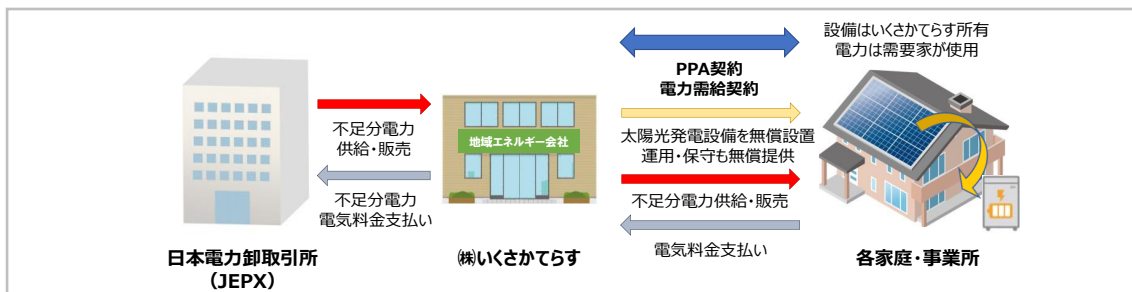 設備はいくさかてらす所有
電力は需要家が使用
PPA契約
電力需給契約
不足分電力
供給・販売
地域エネルギー会社
太陽光発電設備を無償設置
運用・保守も無償提供
不足分電力
電気料金支払い
不足分電力供給・販売
電気料金支払い
日本電力卸取引所
（JEPX）
㈱いくさかてらす
各家庭・事業所